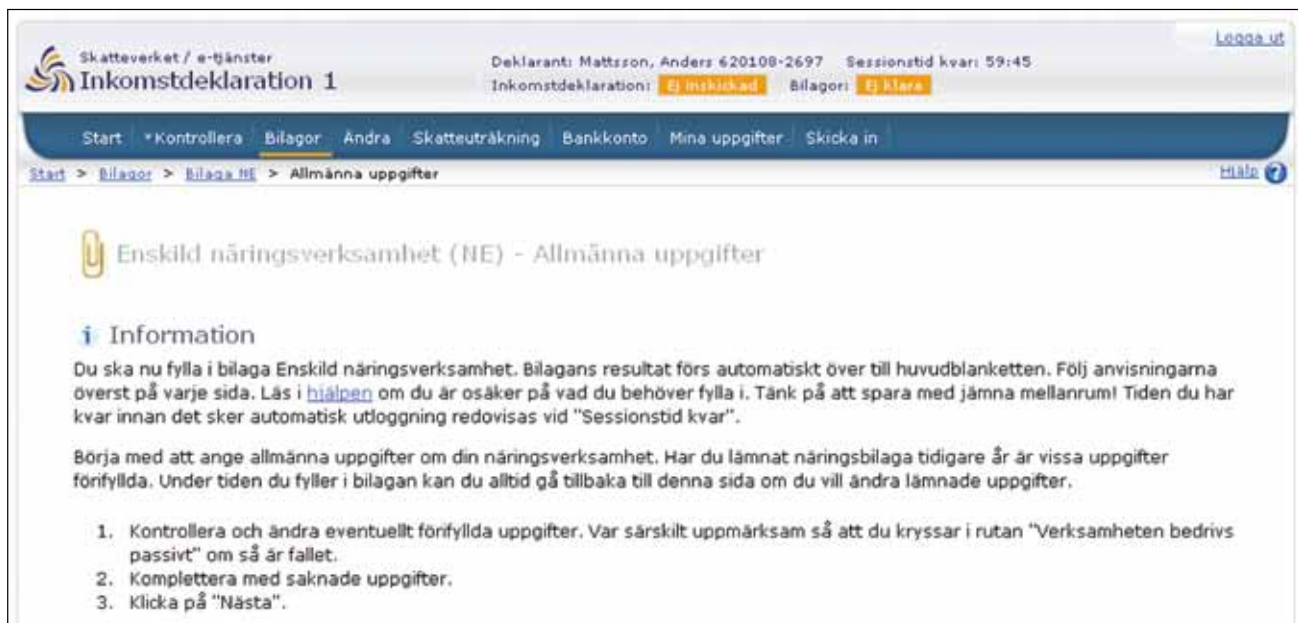 Logga ut
Skatteverket / e-tjänster
Inkomstdeklaration 1
Deklarant: Mattsson, Anders 620108-2697 Sessionstid kvar: 59:45
Inkomstdeklaration: Ej inskickad Bilagor: Ej klara
Start Kontrollera Bilagor Ändra Skatteuträkning Bankkonto Mina uppgifter Skicka in
Start > Bilagor > Bilaga NE > Allmänna uppgifter Hjälp ?
Enskild näringsverksamhet (NE) - Allmänna uppgifter
i Information
Du ska nu fylla i bilaga Enskild näringsverksamhet. Bilagans resultat förs automatiskt över till huvudblanketten. Följ anvisningarna
överst på varje sida. Läs i hjälpen om du är osäker på vad du behöver fylla i. Tänk på att spara med jämna mellanrum! Tiden du har
kvar innan det sker automatisk utloggning redovisas vid "Sessionstid kvar".
Börja med att ange allmänna uppgifter om din näringsverksamhet. Har du lämnat näringsbilaga tidigare år är vissa uppgifter
förifyllda. Under tiden du fyller i bilagan kan du alltid gå tillbaka till denna sida om du vill ändra lämnade uppgifter.
1. Kontrollera och ändra eventuellt förifyllda uppgifter. Var särskilt uppmärksam så att du kryssar i rutan "Verksamheten bedrivs
passivt" om så är fallet.
2. Komplettera med saknade uppgifter.
3. Klicka på "Nästa".